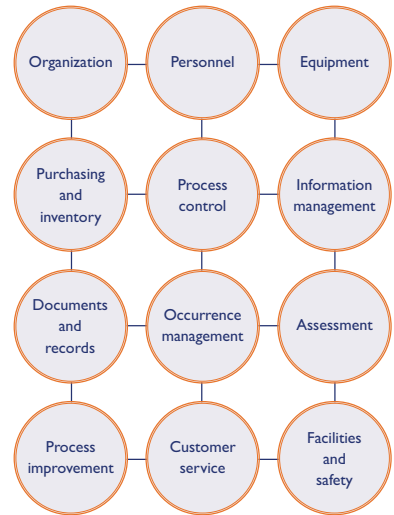 Organization
Personnel
Equipment
Purchasing
and
inventory
Process
control
Information
management
Documents
and
records
Occurrence
management
Assessment
Process
improvement
Customer
service
Facilities
and
safety